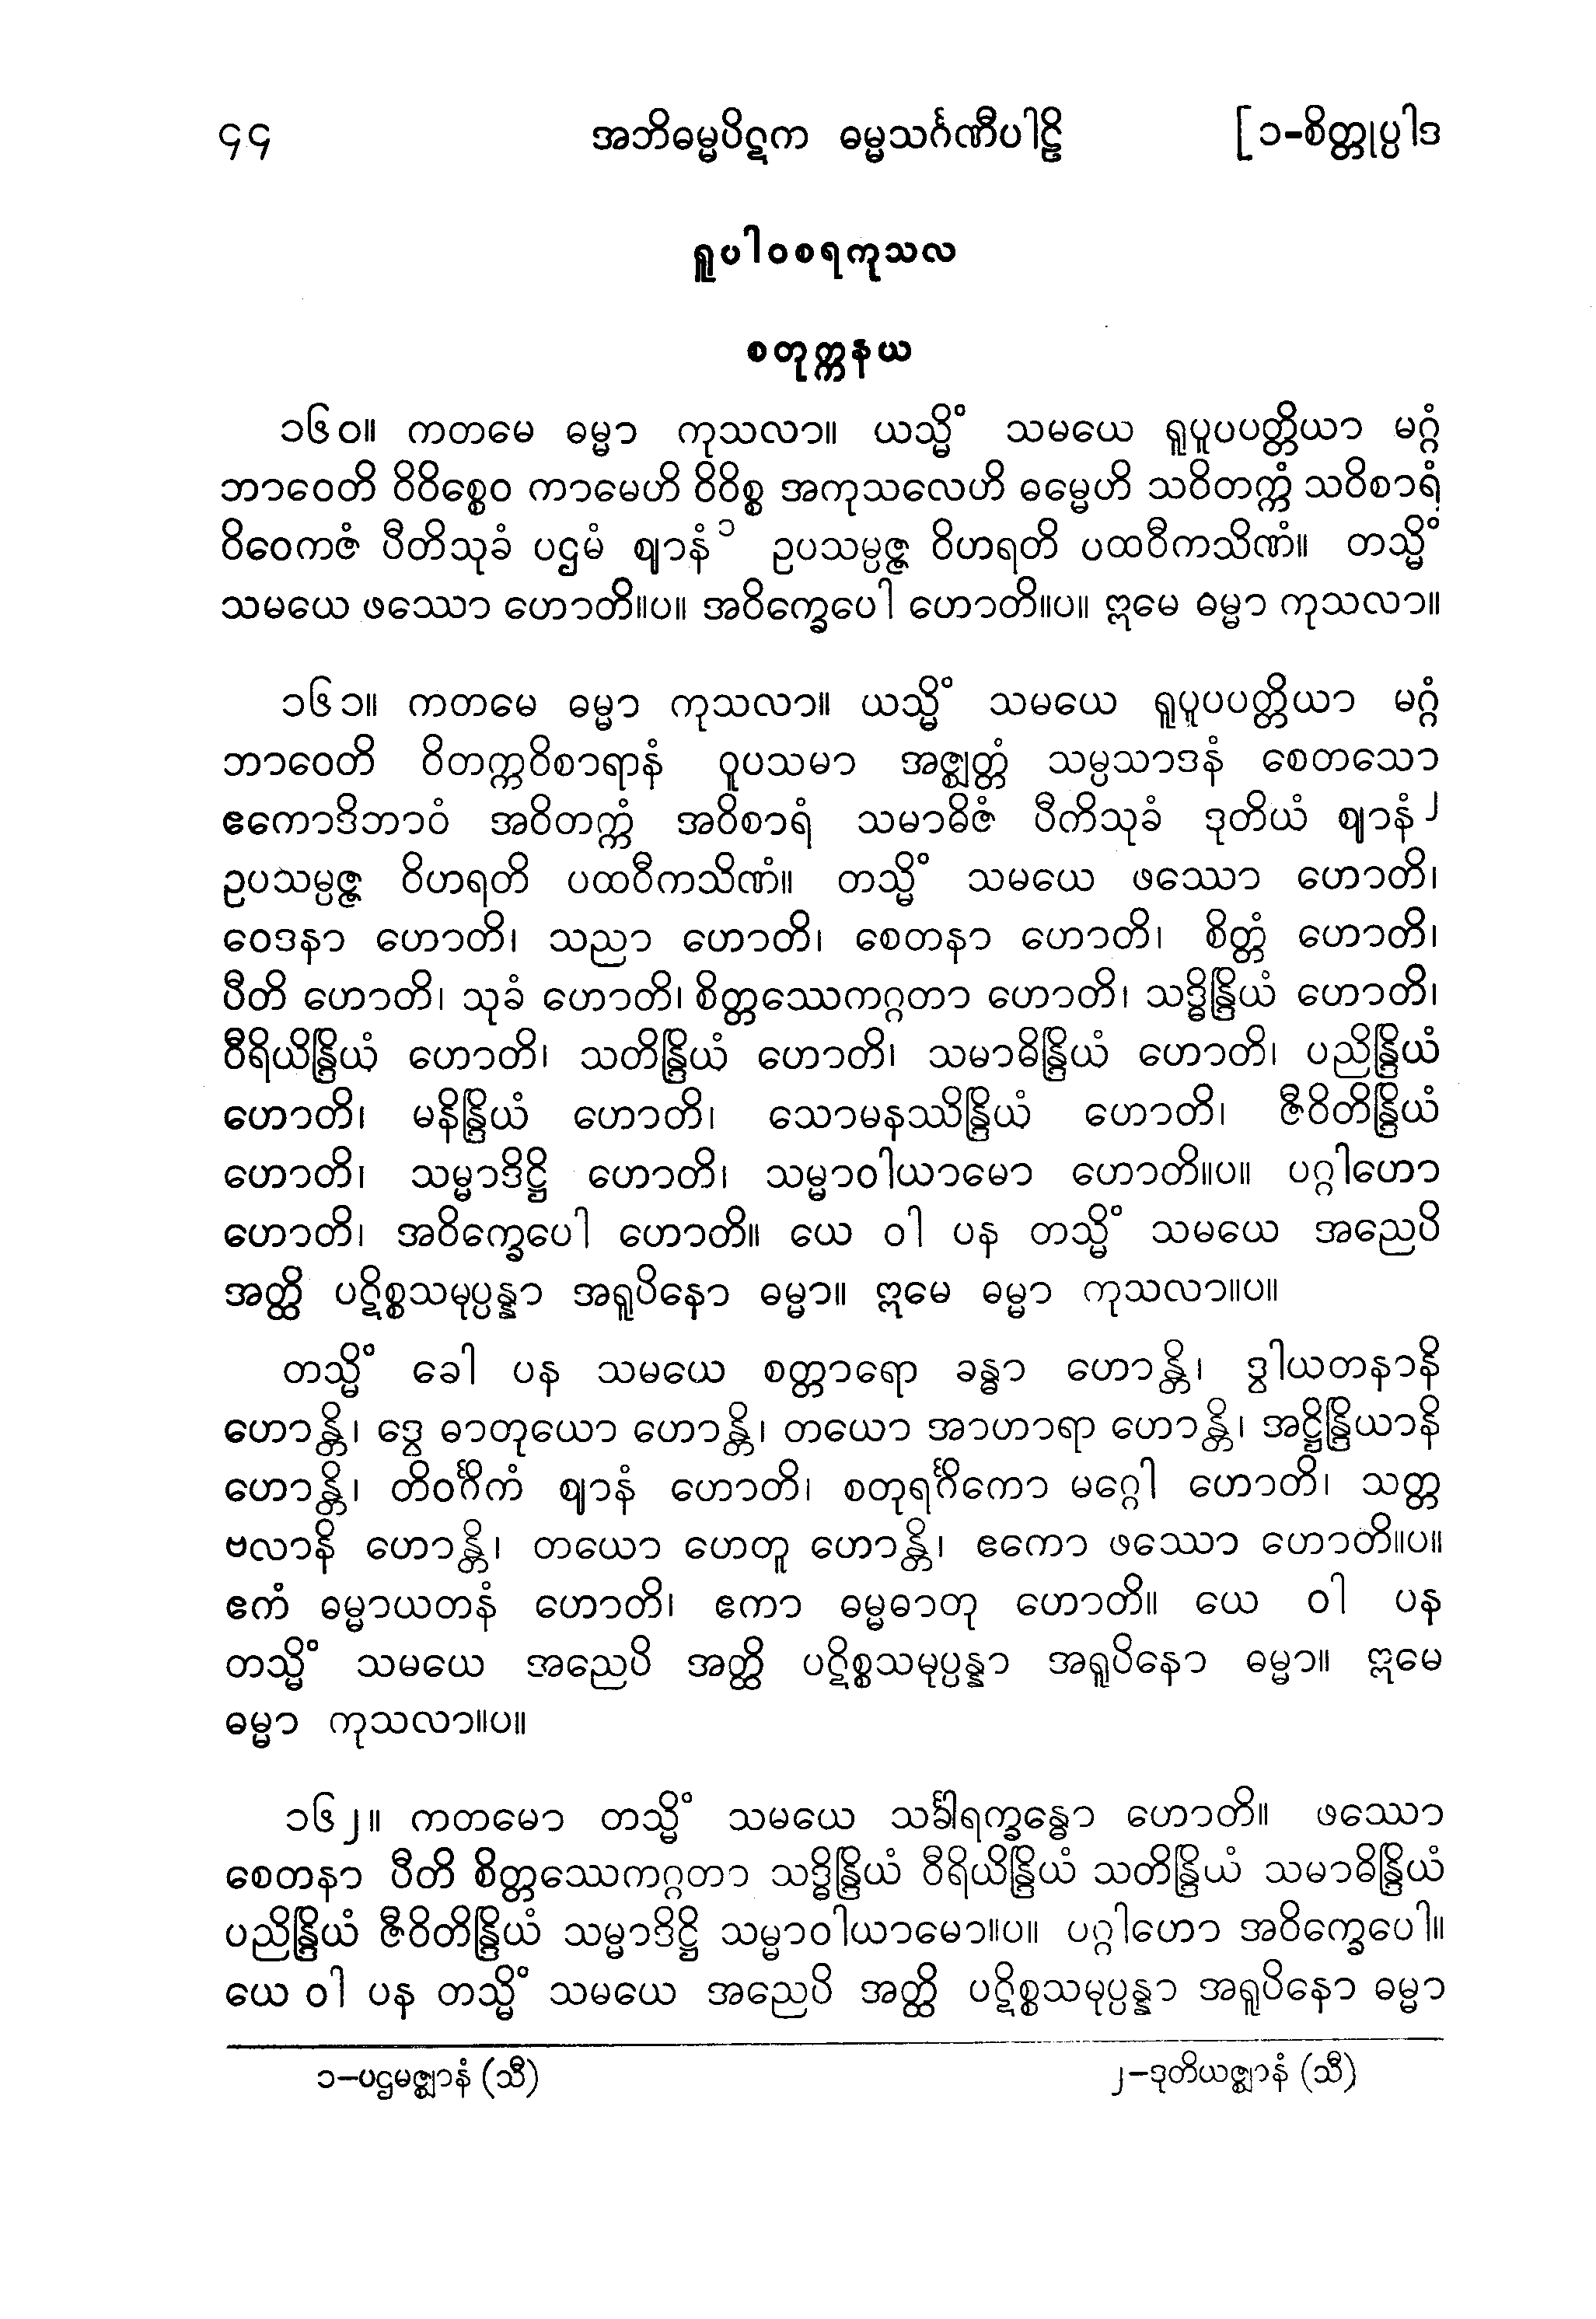 ၄၄ အဘိဓမ္မပိဋက ဓမ္မသင်္ဂဏီပါဠိ [၁-စိတ္တုပ္ပါဒ
ရူပါဝစရကုသလ
စတုက္ကနယ
၁၆၀။ ကတမေ ဓမ္မာ ကုသလာ။ ယသ္မိံ သမယေ ရူပူပပတ္တိယာ မဂ္ဂံ
ဘာဝေတိ ဝိဝိစ္စေဝ ကာမေဟိ ဝိဝိစ္စ အကုသလေဟိ ဓမ္မေဟိ သဝိတက္ကံ သဝိစာရံ
ဝိဝေကဇံ ပီတိသုခံ ပဌမံ ဈာနံ ၁ ဥပသမ္ပဇ္ဇ ဝိဟရတိ ပထဝီကသိဏံ။ တသ္မိံ
သမယေ ဖဿော ဟောတိ။ပ။ အဝိက္ခေပေါ ဟောတိ။ပ။ ဣမေ ဓမ္မာ ကုသလာ။
၁၆၁။ ကတမေ ဓမ္မာ ကုသလာ။ ယသ္မိံ သမယေ ရူပူပပတ္တိယာ မဂ္ဂံ
ဘာဝေတိ ဝိတက္ကဝိစာရာနံ ဝူပသမာ အဇ္ဈတ္တံ သမ္ပသာဒနံ စေတသော
ဧကောဒိဘာဝံ အဝိတက္ကံ အဝိစာရံ သမာဓိဇံ ပီကိသုခံ ဒုတိယံ ဈာနံ ၂
ဥပသမ္ပဇ္ဇ ဝိဟရတိ ပထဝီကသိဏံ။ တသ္မိံ သမယေ ဖဿော ဟောတိ၊
ဝေဒနာ ဟောတိ၊ သညာ ဟောတိ၊ စေတနာ ဟောတိ၊ စိတ္တံ ဟောတိ၊
ပီတိ ဟောတိ၊ သုခံ ဟောတိ၊ စိတ္တဿေကဂ္ဂတာ ဟောတိ၊ သဒ္ဓိန္ဒြိယံ ဟောတိ၊
ဝီရိယိန္ဒြိယံ ဟောတိ၊ သတိန္ဒြိယံ ဟောတိ၊ သမာဓိန္ဒြိယံ ဟောတိ၊ ပညိန္ဒြိယံ
ဟောတိ၊ မနိန္ဒြိယံ ဟောတိ၊ သောမနဿိန္ဒြိယံ ဟောတိ၊ ဇီဝိတိန္ဒြိယံ
ဟောတိ၊ သမ္မာဒိဋ္ဌိ ဟောတိ၊ သမ္မာဝါယာမော ဟောတိ။ပ။ ပဂ္ဂါဟော
ဟောတိ၊ အဝိက္ခေပေါ ဟောတိ။ ယေ ဝါ ပန တသ္မိံ သမယေ အညေပိ
အတ္ထိ ပဋိစ္စသမုပ္ပန္နာ အရူပိနော ဓမ္မာ။ ဣမေ ဓမ္မာ ကုသလာ။ပ။
တသ္မိံ ခေါ ပန သမယေ စတ္တာရော ခန္ဓာ ဟောန္တိ၊ ဒွါယတနာနိ
ဟောန္တိ၊ ဒွေ ဓာတုယော ဟောန္တိ၊ တယော အာဟာရာ ဟောန္တိ၊ အဋ္ဌိန္ဒြိယာနိ
ဟောန္တိ၊ တိဝင်္ဂိကံ ဈာနံ ဟောတိ၊ စတုရင်္ဂိကော မဂ္ဂေါ ဟောတိ၊ သတ္တ
ဗလာနိ ဟောန္တိ၊ တယော ဟေတူ ဟောန္တိ၊ ဧကော ဖဿော ဟောတိ။ပ။
ဧကံ ဓမ္မာယတနံ ဟောတိ၊ ဧကာ ဓမ္မဓာတု ဟောတိ။ ယေ ဝါ ပန
တသ္မိံ သမယေ အညေပိ အတ္ထိ ပဋိစ္စသမုပ္ပန္နာ အရူပိနော ဓမ္မာ။ ဣမေ
ဓမ္မာ ကုသလာ။ပ။
၁၆၂။ ကတမော တသ္မိံ သမယေ သင်္ခါရက္ခန္ဓော ဟောတိ။ ဖဿော
စေတနာ ပီတိ စိတ္တဿေကဂ္ဂတာ သဒ္ဓိန္ဒြိယံ ဝီရိယိန္ဒြိယံ သတိန္ဒြိယံ သမာဓိန္ဒြိယံ
ပညိန္ဒြိယံ ဇီဝိတိန္ဒြိယံ သမ္မာဒိဋ္ဌိ သမ္မာဝါယာမော။ပ။ ပဂ္ဂါဟော အဝိက္ခေပေါ။
ယေ ဝါ ပန တသ္မိံ သမယေ အညေပိ အတ္ထိ ပဋိစ္စသမုပ္ပန္နာ အရူပိနော ဓမ္မာ
၁-ပဌမဇ္ဈာနံ (သီ) ၂-ဒုတိယဇ္ဈာနံ (သီ)